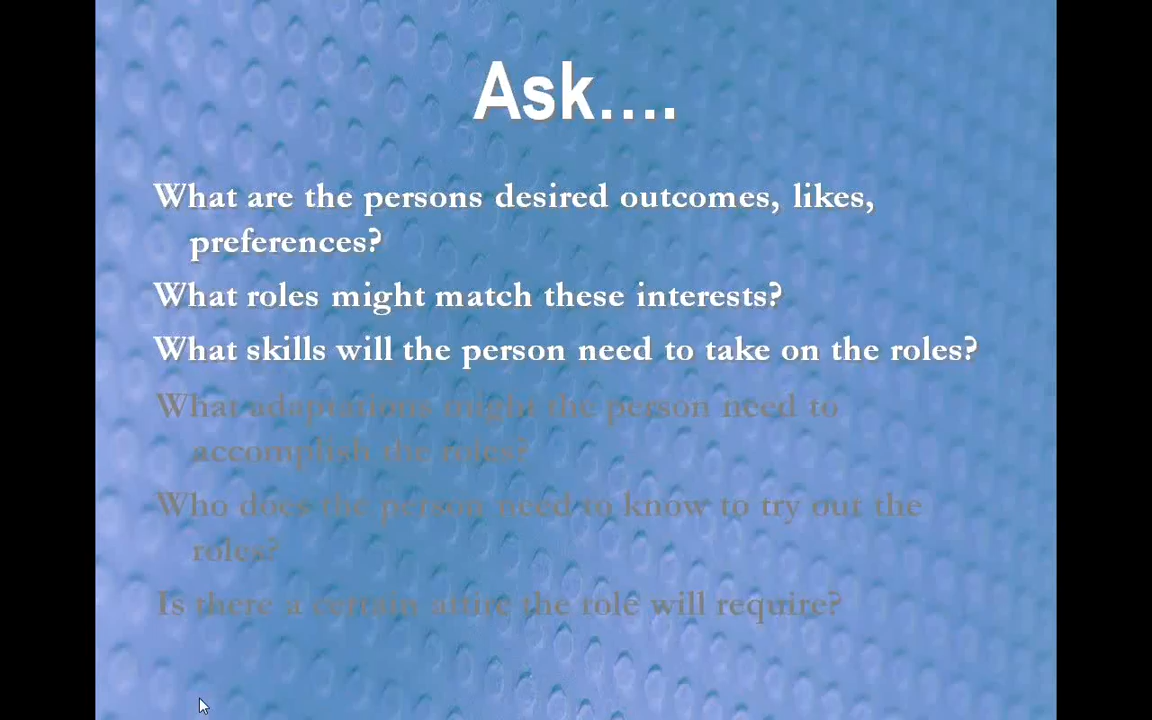 Ask....
What are the persons desired outcomes, likes,
preferences?
What roles might match these interests?
What skills will the person need to take on the roles?
What adaptations might the person need to
accomplish the roles?
Who does the person need to know to try out the
roles?
Is there a certain attire the role will require?